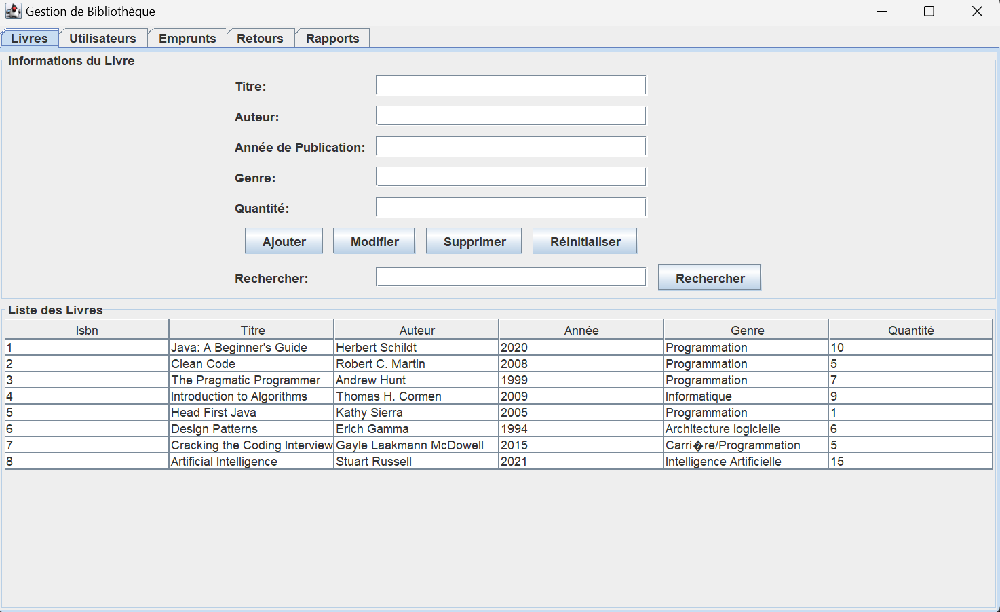 Gestion de Bibliothèque
Livres Utilisateurs Emprunts Retours Rapports
Informations du Livre
Titre:
Auteur:
Année de Publication:
Genre:
Quantité:
Ajouter Modifier Supprimer Réinitialiser
Rechercher: Rechercher
Liste des Livres
Isbn Titre Auteur Année Genre Quantité
1 Java: A Beginner's Guide Herbert Schildt 2020 Programmation 10
2 Clean Code Robert C. Martin 2008 Programmation 5
3 The Pragmatic Programmer Andrew Hunt 1999 Programmation 7
4 Introduction to Algorithms Thomas H. Cormen 2009 Informatique 9
5 Head First Java Kathy Sierra 2005 Programmation 1
6 Design Patterns Erich Gamma 1994 Architecture logicielle 6
7 Cracking the Coding Interview Gayle Laakmann McDowell 2015 Carri�re/Programmation 5
8 Artificial Intelligence Stuart Russell 2021 Intelligence Artificielle 15